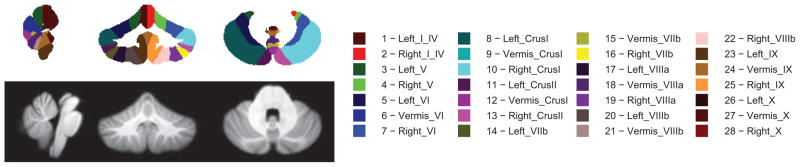 1 − Left_I_IV
2 − Right_I_IV
3 − Left_V
4 − Right_V
5 − Left_VI
6 − Vermis_VI
7 − Right_VI
8 − Left_CrusI
9 − Vermis_CrusI
10 − Right_CrusI
11 − Left_CrusII
12 − Vermis_CrusI
13 − Right_CrusII
14 − Left_VIIb
15 − Vermis_VIIb
16 − Right_VIIb
17 − Left_VIIIa
18 − Vermis_VIIIa
19 − Right_VIIIa
20 − Left_VIIIb
21 − Vermis_VIIIb
22 − Right_VIIIb
23 − Left_IX
24 − Vermis_IX
25 − Right_IX
26 − Left_X
27 − Vermis_X
28 − Right_X